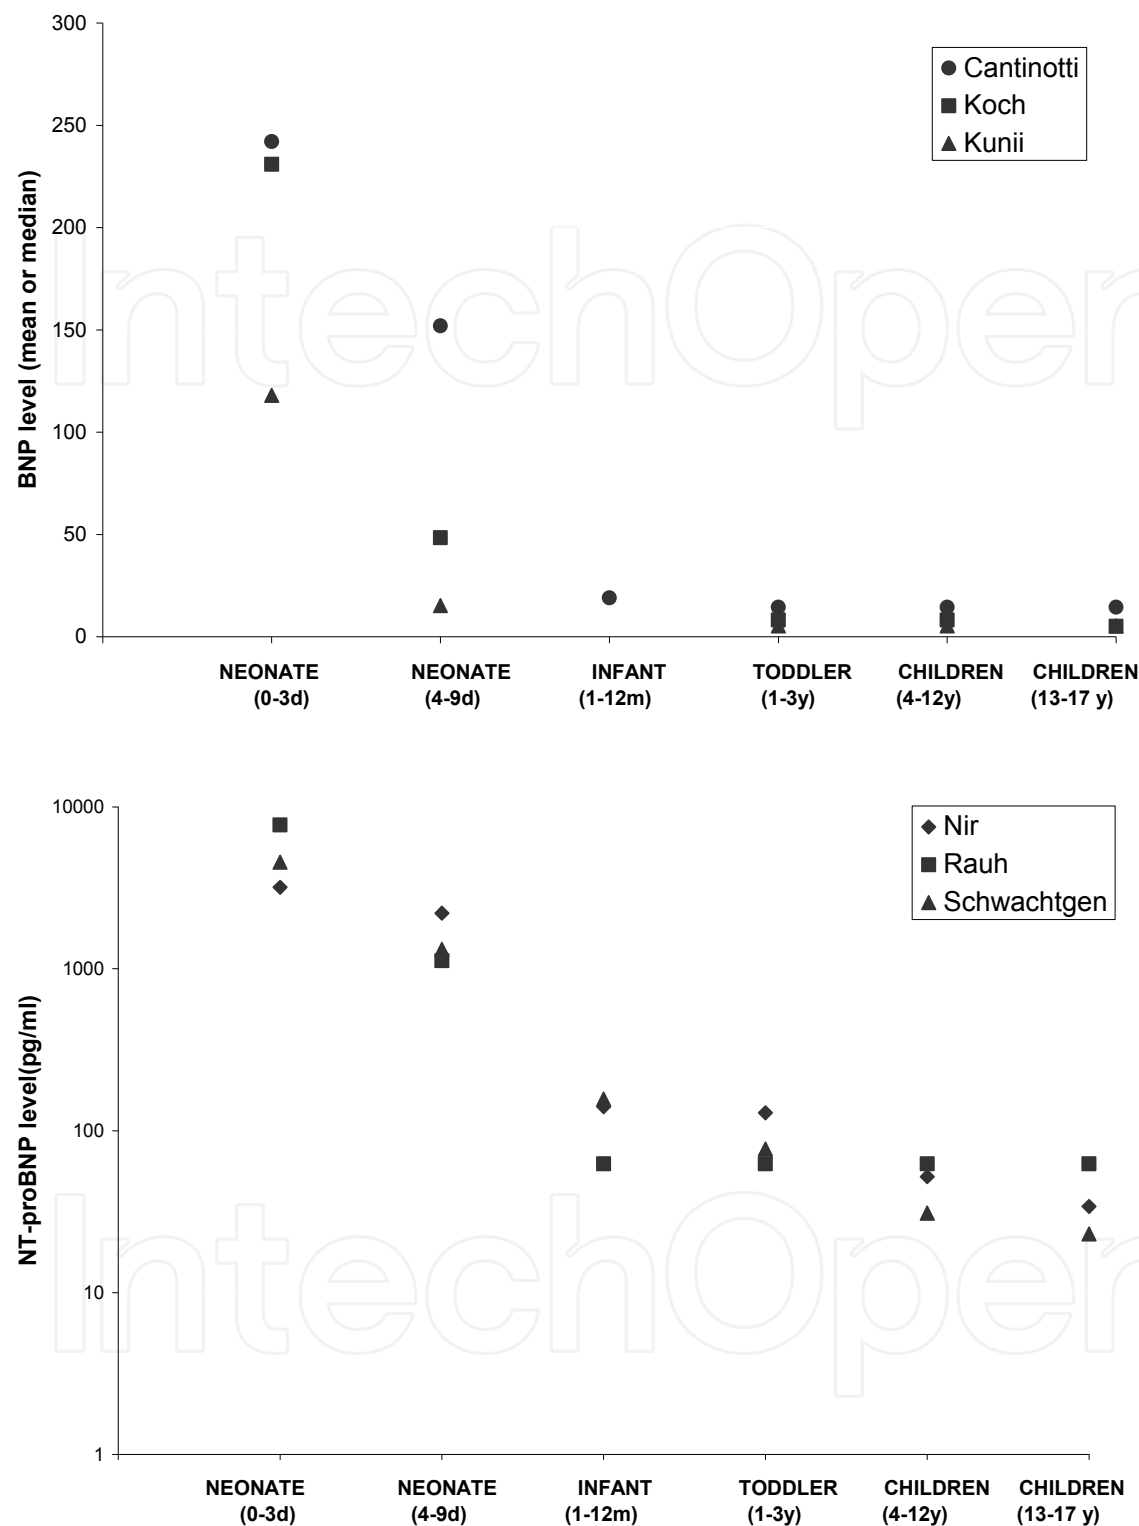 300
250
200
150
100
50
0
BNP level (mean or median)
Cantinotti
Koch
Kunii
NEONATE
(0-3d)
NEONATE
(4-9d)
INFANT
(1-12m)
TODDLER
(1-3y)
CHILDREN
(4-12y)
CHILDREN
(13-17 y)
10000
1000
100
10
1
NT-proBNP level(pg/ml)
Nir
Rauh
Schwachtgen
NEONATE
(0-3d)
NEONATE
(4-9d)
INFANT
(1-12m)
TODDLER
(1-3y)
CHILDREN
(4-12y)
CHILDREN
(13-17 y)
IntechOpen
IntechOpen